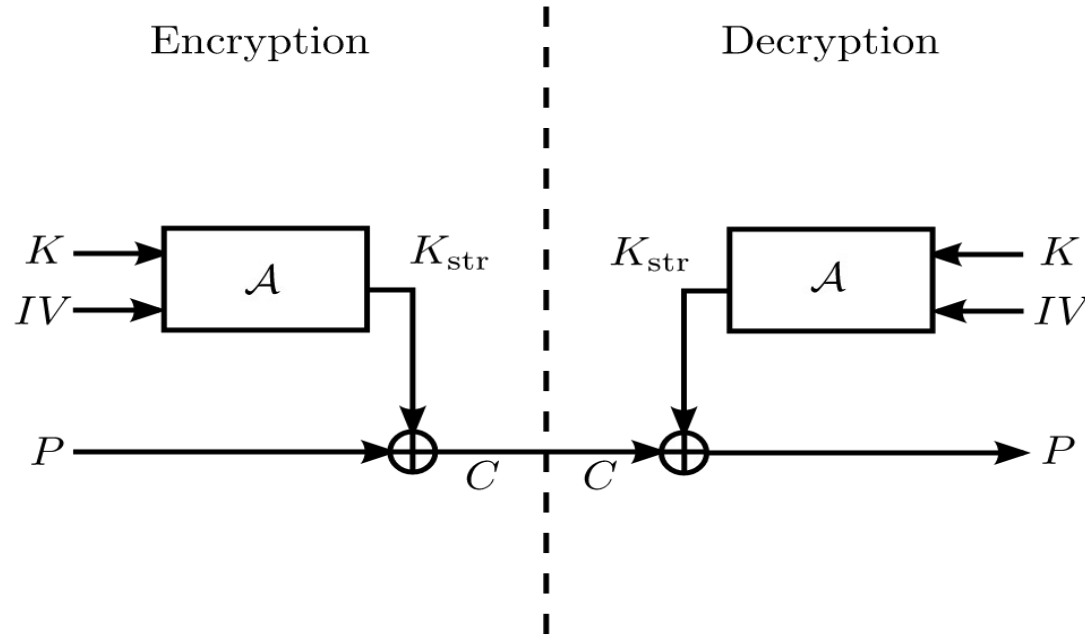 Encryption
Decryption
K
IV
𝒜
K_str
P
C
K_str
𝒜
K
IV
C
P